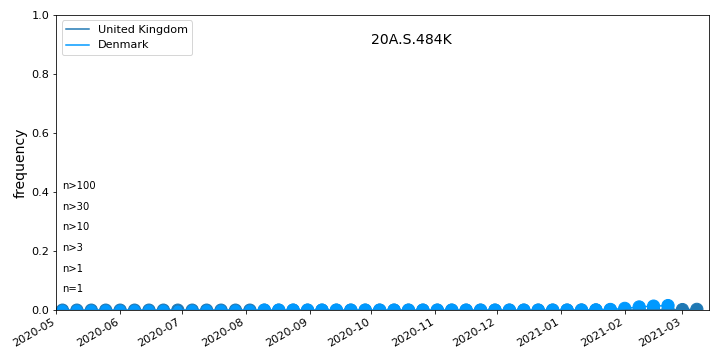 20A.S.484K
United Kingdom
Denmark
frequency
1.0
0.8
0.6
0.4
0.2
0.0
n>100
n>30
n>10
n>3
n>1
n=1
2020-05
2020-06
2020-07
2020-08
2020-09
2020-10
2020-11
2020-12
2021-01
2021-02
2021-03